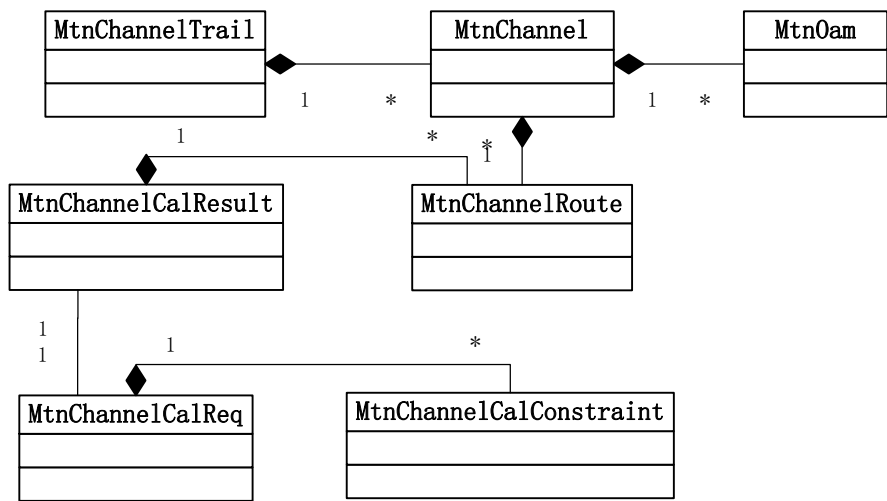 MtnChannelTrail
MtnChannel
MtnOam
1
*
1
*
1
*
*
1
MtnChannelCalResult
MtnChannelRoute
1
1
1
*
MtnChannelCalReq
MtnChannelCalConstraint